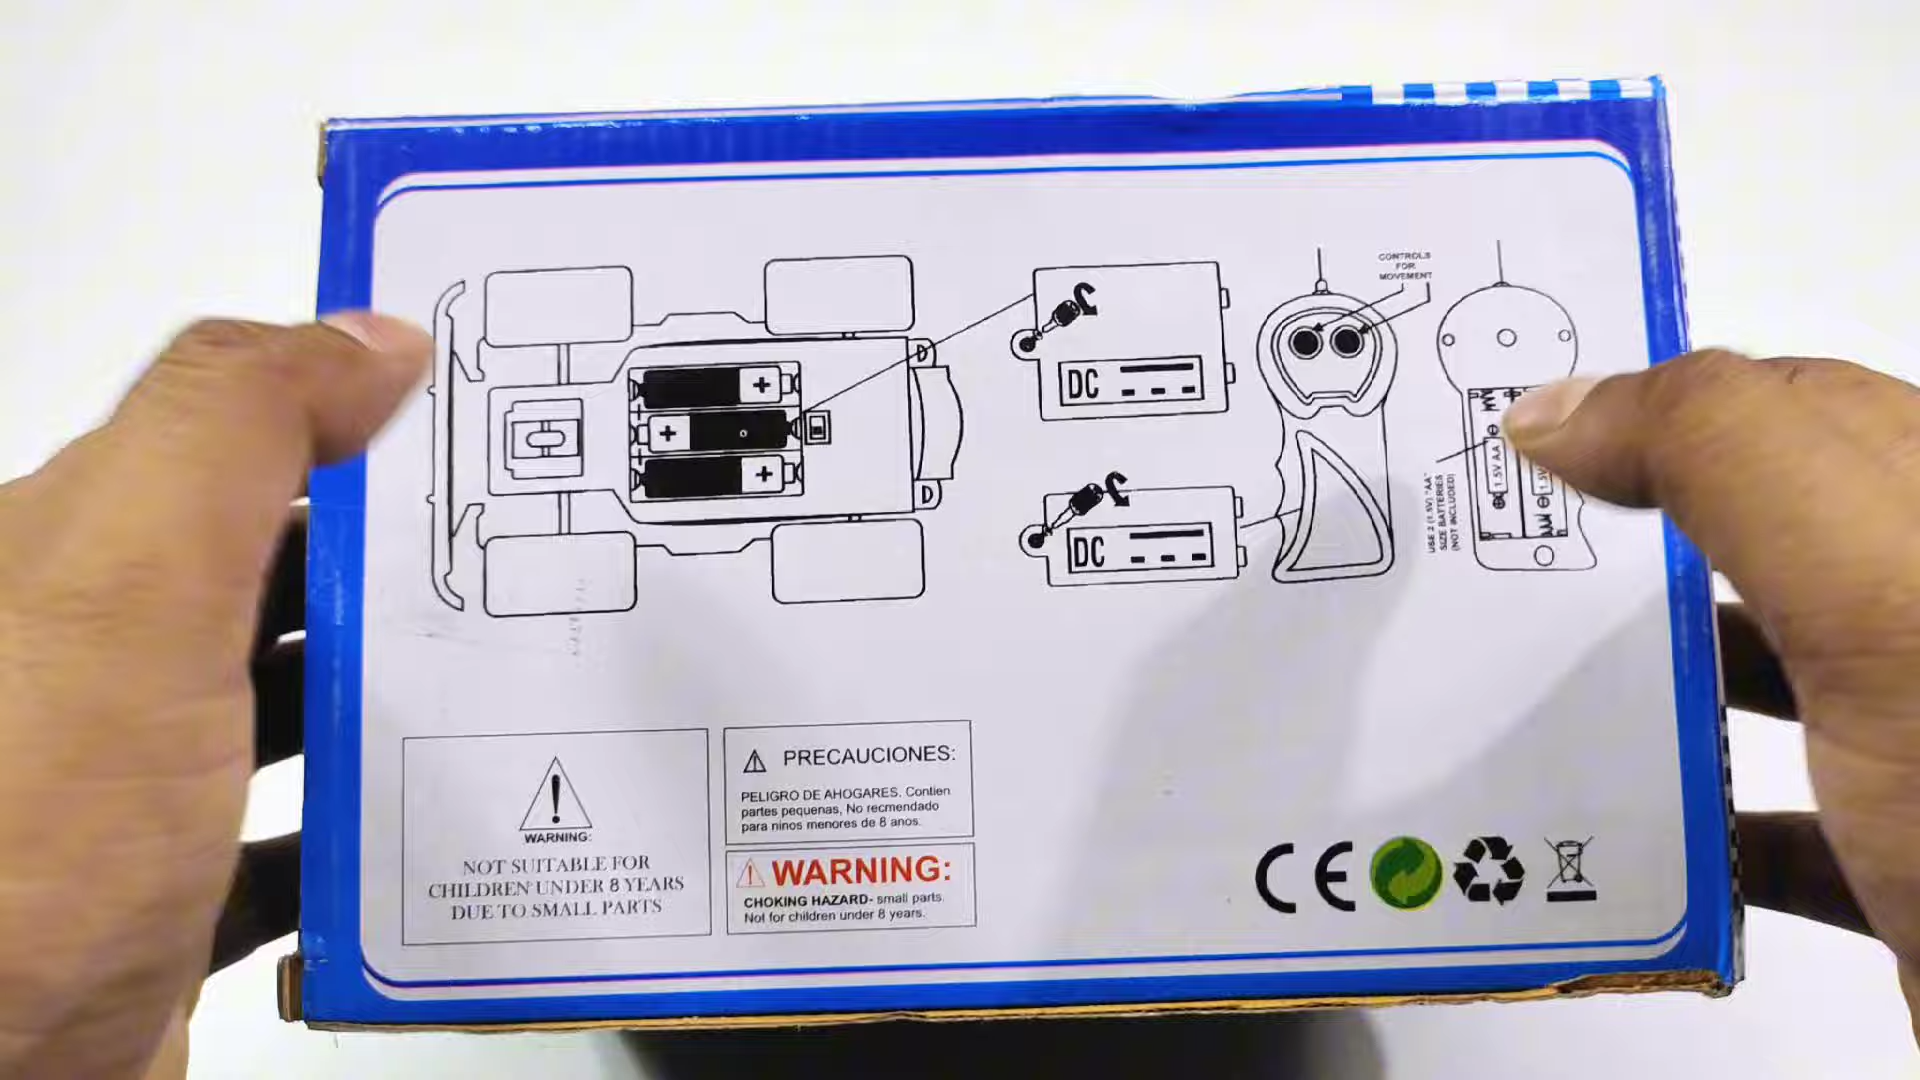 CONTROLS
FOR
MOVEMENT
D
D
DC
DC
1.5V AA
1.5V
USE 2 (1.5V) "AA"
SIZE BATTERIES
(NOT INCLUDED)
WARNING:
NOT SUITABLE FOR
CHILDREN UNDER 8 YEARS
DUE TO SMALL PARTS
PRECAUCIONES:
PELIGRO DE AHOGARES. Contien
partes pequenas, No recmendado
para ninos menores de 8 anos.
WARNING:
CHOKING HAZARD- small parts.
Not for children under 8 years.
CE